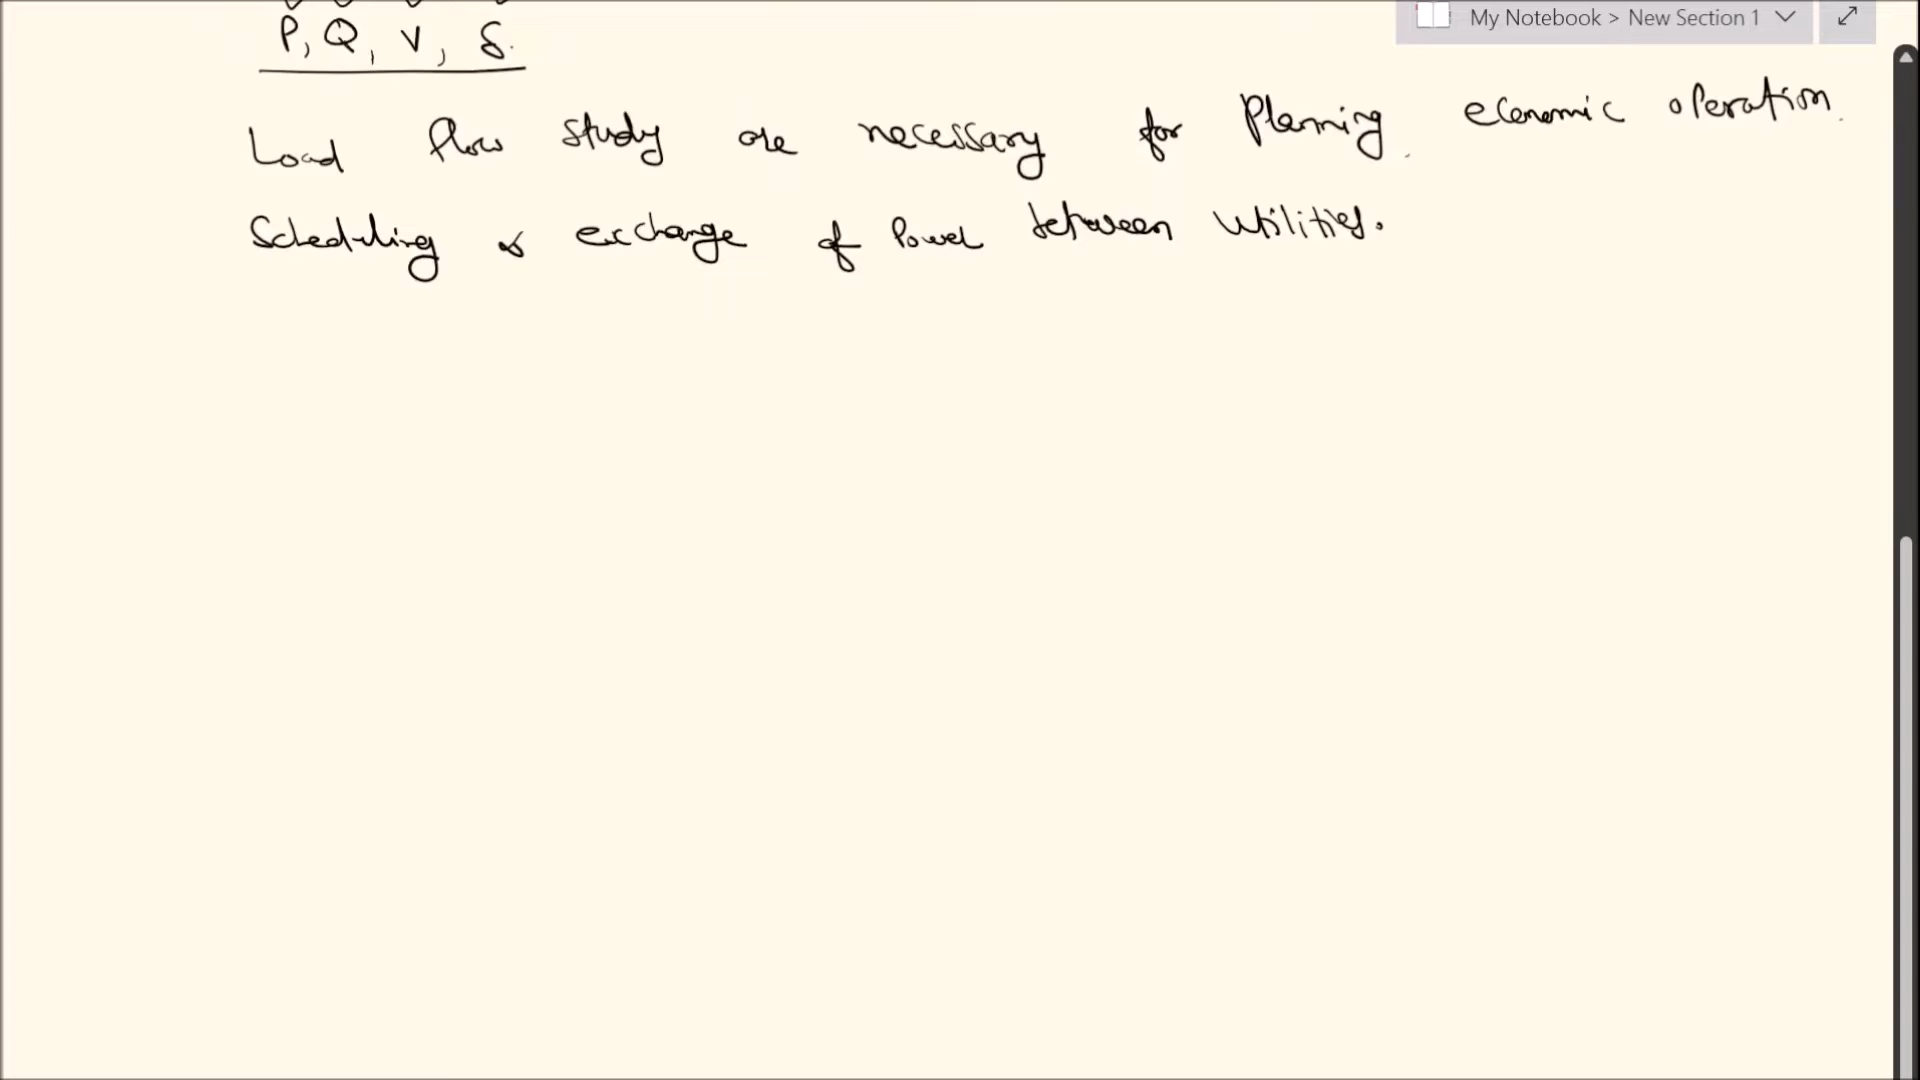 My Notebook > New Section 1
P, Q, V, δ.
Load flow study are necessary for Planning, economic operation.
Scheduling & exchange of Power between utilities.